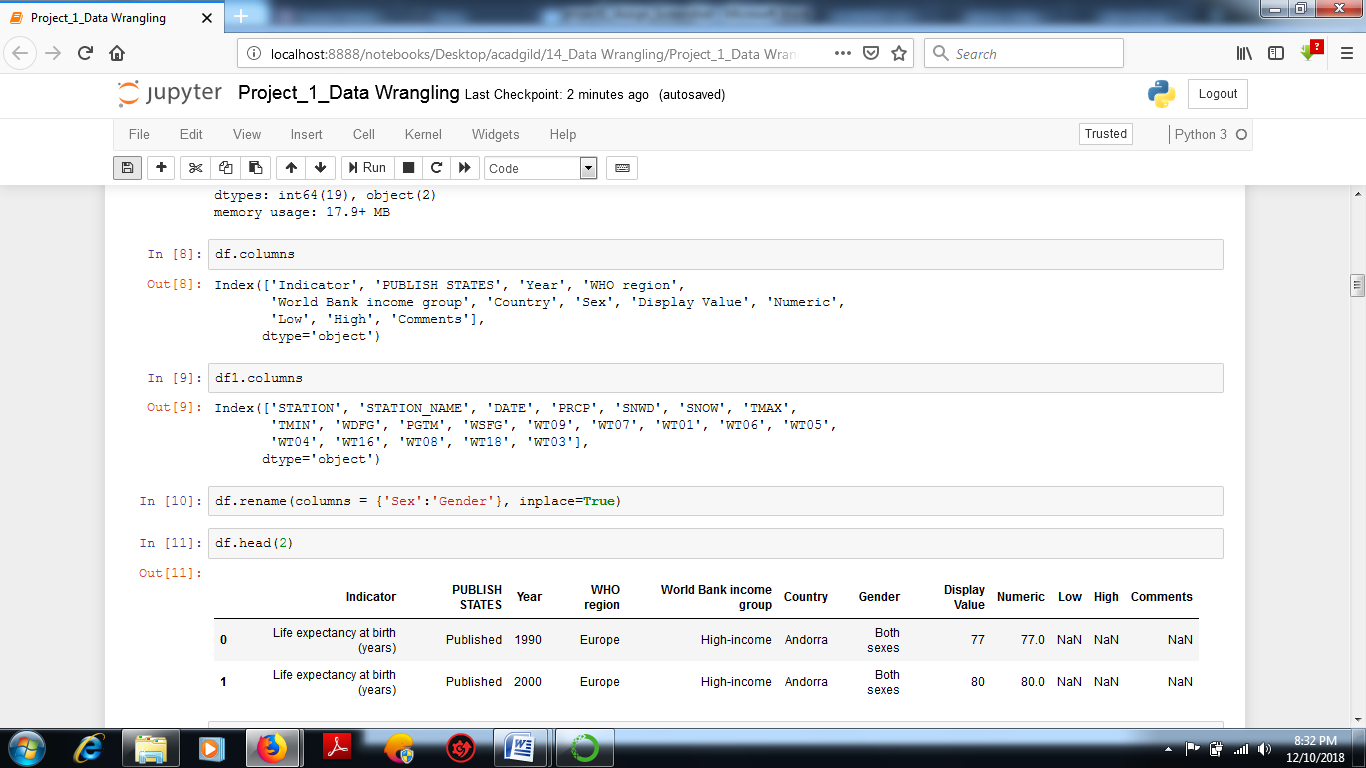 Project_1_Data Wrangling
localhost:8888/notebooks/Desktop/acadgild/14_Data Wrangling/Project_1_Data Wran
Search
jupyter Project_1_Data Wrangling Last Checkpoint: 2 minutes ago (autosaved)
Logout
File Edit View Insert Cell Kernel Widgets Help
Trusted Python 3
Run Code
dtypes: int64(19), object(2)
memory usage: 17.9+ MB
In [8]: df.columns
Out[8]: Index(['Indicator', 'PUBLISH STATES', 'Year', 'WHO region',
'World Bank income group', 'Country', 'Sex', 'Display Value', 'Numeric',
'Low', 'High', 'Comments'],
dtype='object')
In [9]: df1.columns
Out[9]: Index(['STATION', 'STATION_NAME', 'DATE', 'PRCP', 'SNWD', 'SNOW', 'TMAX',
'TMIN', 'WDFG', 'PGTM', 'WSFG', 'WT09', 'WT07', 'WT01', 'WT06', 'WT05',
'WT04', 'WT16', 'WT08', 'WT18', 'WT03'],
dtype='object')
In [10]: df.rename(columns = {'Sex':'Gender'}, inplace=True)
In [11]: df.head(2)
Out[11]:
Indicator PUBLISH STATES Year WHO region World Bank income group Country Gender Display Value Numeric Low High Comments
0 Life expectancy at birth (years) Published 1990 Europe High-income Andorra Both sexes 77 77.0 NaN NaN NaN
1 Life expectancy at birth (years) Published 2000 Europe High-income Andorra Both sexes 80 80.0 NaN NaN NaN
8:32 PM
12/10/2018